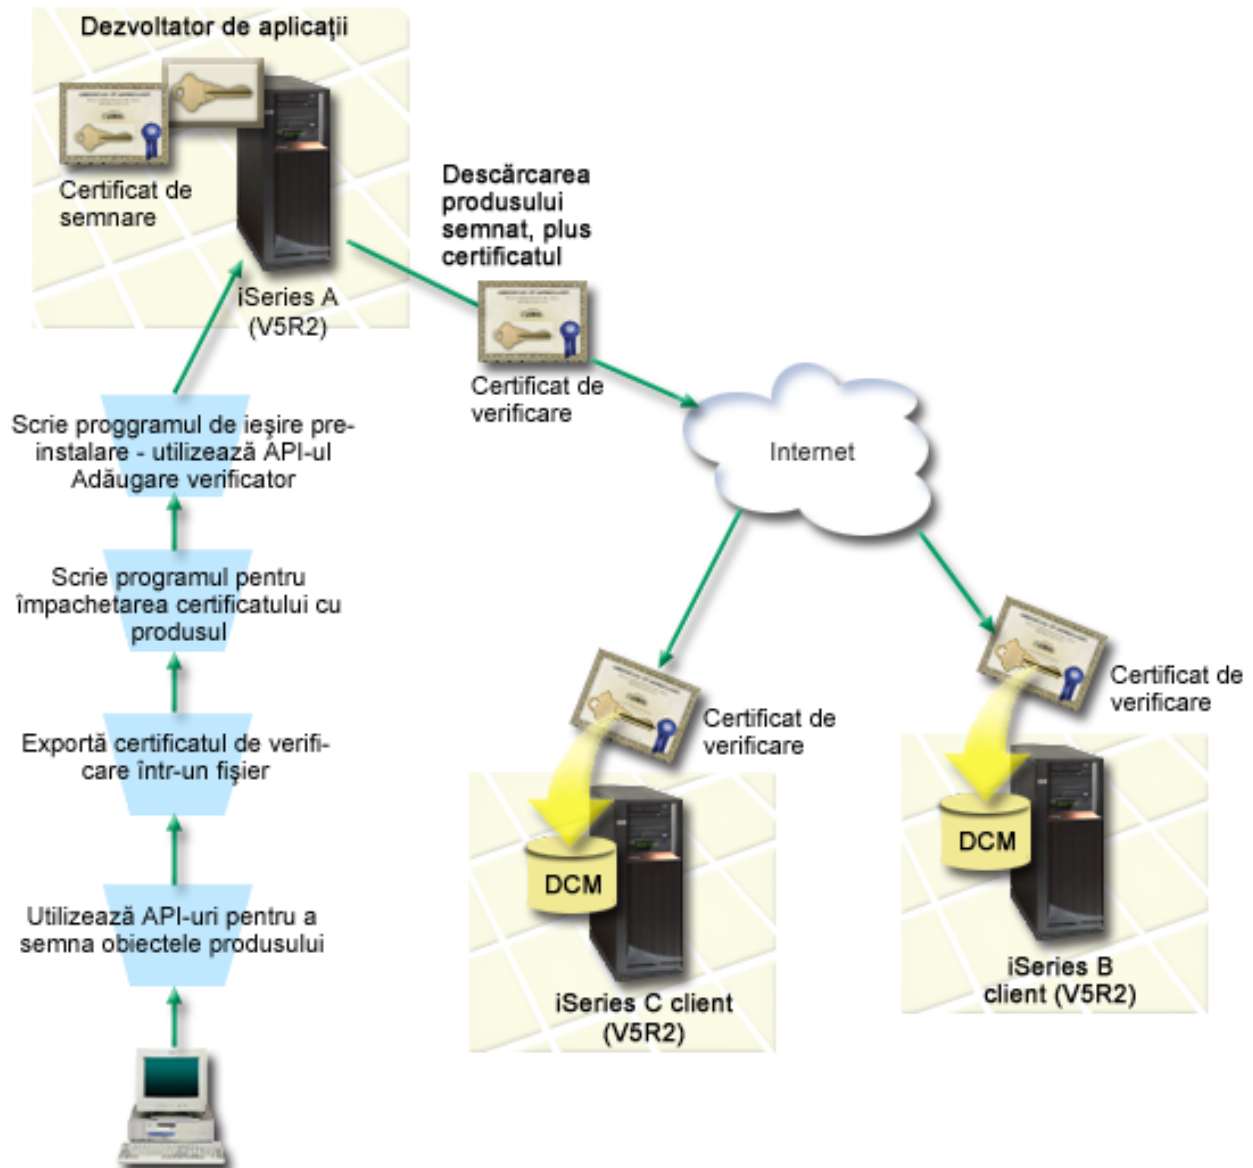 Dezvoltator de aplicații
Certificat de
semnare
iSeries A
(V5R2)
Descărcarea
produsului
semnat, plus
certificatul
Certificat de
verificare
Internet
Scrie proggramul de ieşire pre-
instalare - utilizează API-ul
Adăugare verificator
Scrie programul pentru
împachetarea certificatului cu
produsul
Exportă certificatul de verifi-
care într-un fişier
Utilizează API-uri pentru a
semna obiectele produsului
Certificat de
verificare
DCM
iSeries C client
(V5R2)
Certificat de
verificare
DCM
iSeries B
client (V5R2)